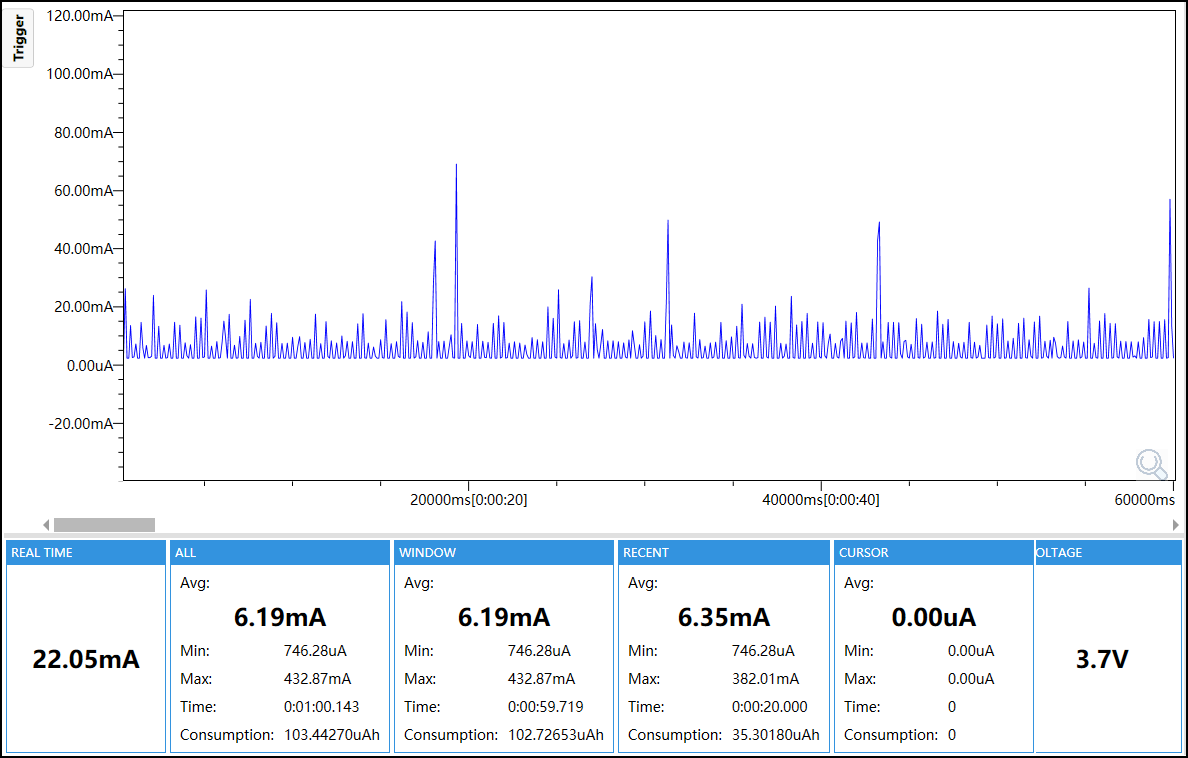 Trigger
120.00mA
100.00mA
80.00mA
60.00mA
40.00mA
20.00mA
0.00uA
-20.00mA
20000ms[0:00:20] 40000ms[0:00:40] 60000ms
REAL TIME
22.05mA
ALL
Avg:
6.19mA
Min: 746.28uA
Max: 432.87mA
Time: 0:01:00.143
Consumption: 103.44270uAh
WINDOW
Avg:
6.19mA
Min: 746.28uA
Max: 432.87mA
Time: 0:00:59.719
Consumption: 102.72653uAh
RECENT
Avg:
6.35mA
Min: 746.28uA
Max: 382.01mA
Time: 0:00:20.000
Consumption: 35.30180uAh
CURSOR
Avg:
0.00uA
Min: 0.00uA
Max: 0.00uA
Time: 0
Consumption: 0
OLTAGE
3.7V